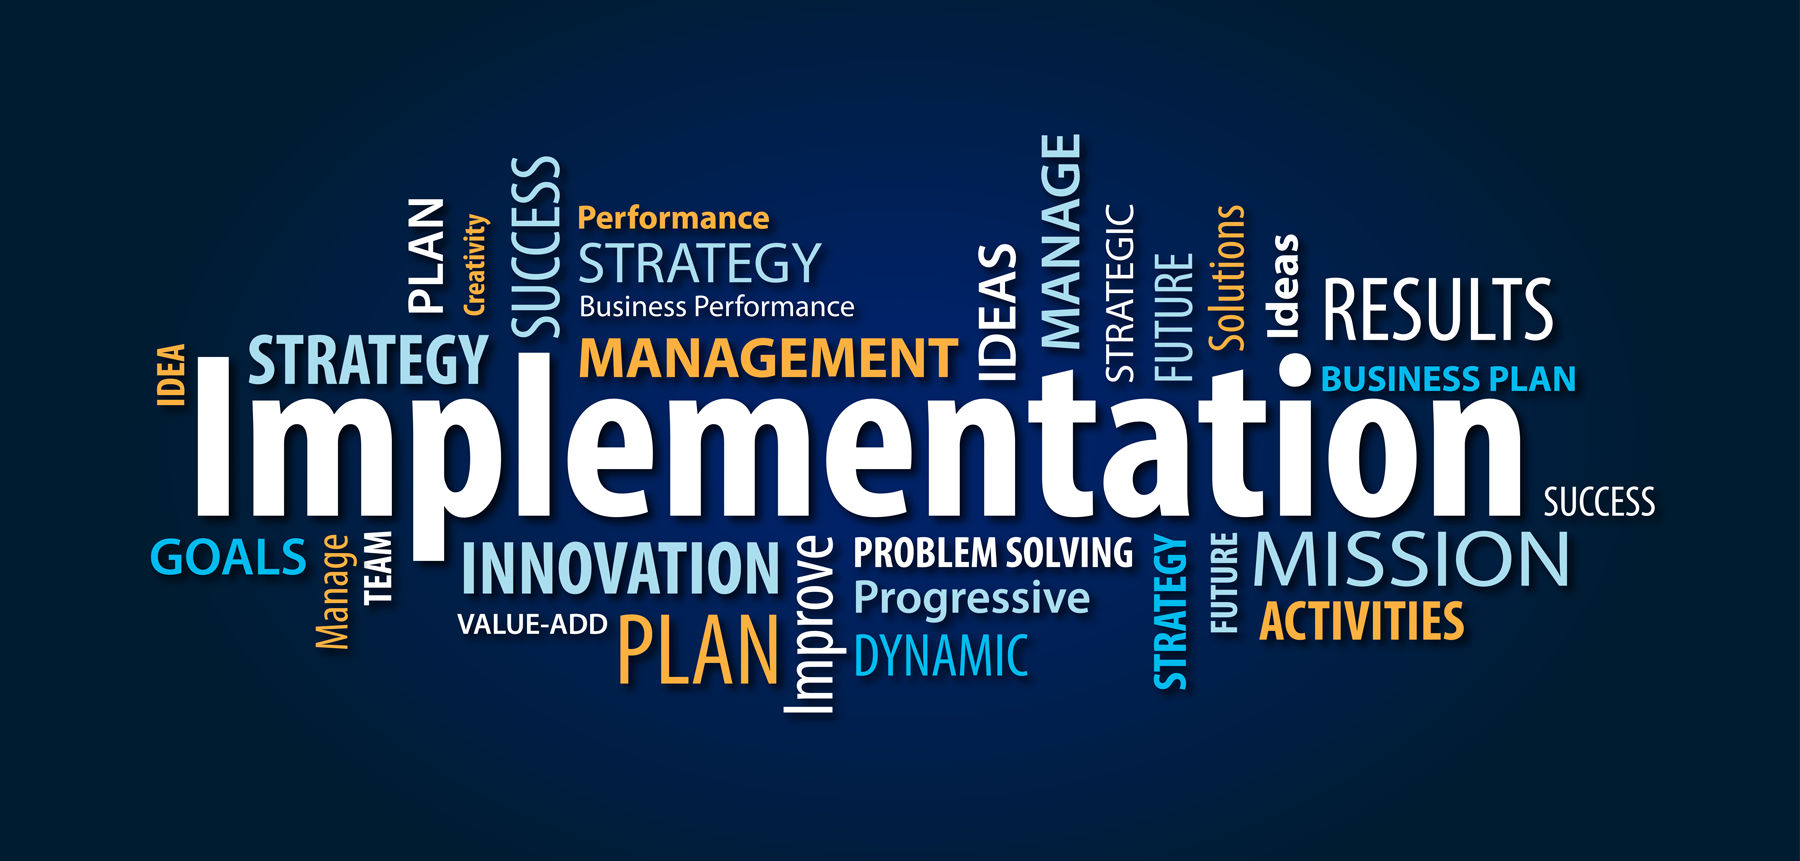 PLAN
Creativity
SUCCESS
Performance
STRATEGY
Business Performance
MANAGEMENT
IDEAS
MANAGE
STRATEGIC
FUTURE
Solutions
Ideas
RESULTS
BUSINESS PLAN
IDEA
STRATEGY
Implementation
SUCCESS
GOALS
Manage
TEAM
INNOVATION
VALUE-ADD
PLAN
Improve
PROBLEM SOLVING
Progressive
DYNAMIC
STRATEGY
FUTURE
MISSION
ACTIVITIES